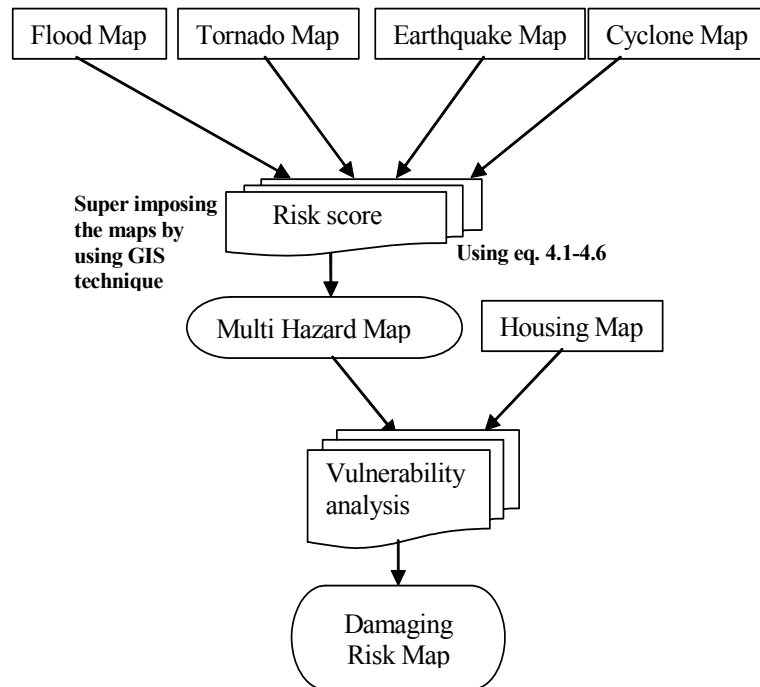 Flood Map
Tornado Map
Earthquake Map
Cyclone Map
Super imposing
the maps by
using GIS
technique
Risk score
Using eq. 4.1-4.6
Multi Hazard Map
Housing Map
Vulnerability
analysis
Damaging
Risk Map